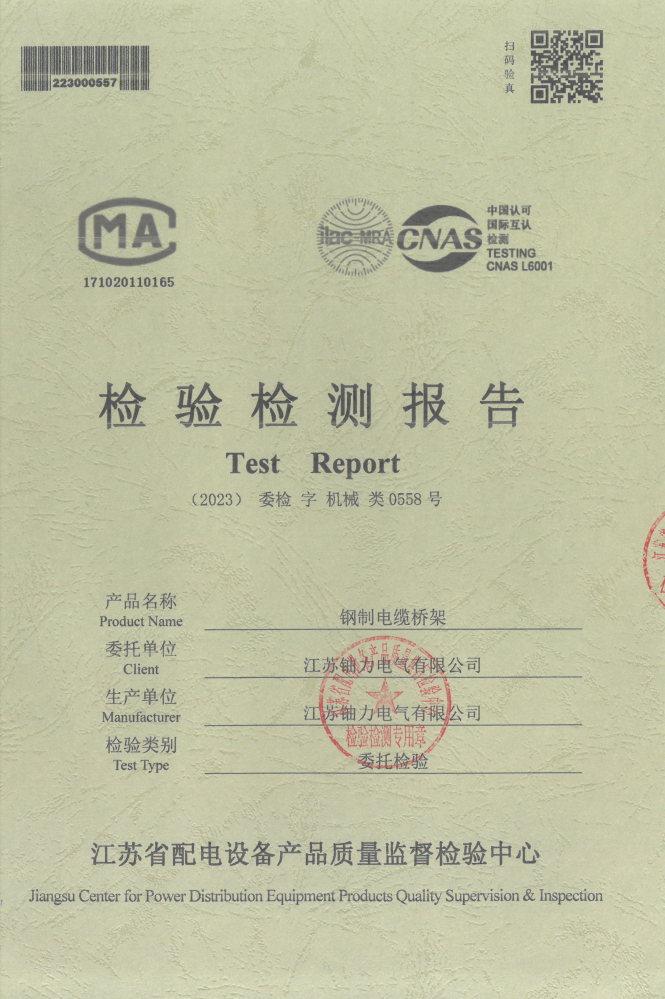 223000557
扫码验真
MA
171020110165
ilac-MRA
CNAS
中国认可
国际互认
检测
TESTING
CNAS L6001
检验检测报告
Test Report
（2023） 委检 字 机械 类 0558 号
产品名称
Product Name
钢制电缆桥架
委托单位
Client
江苏铀力电气有限公司
生产单位
Manufacturer
江苏铀力电气有限公司
检验类别
Test Type
委托检验
检验检测专用章
江苏省配电设备产品质量监督检验中心
Jiangsu Center for Power Distribution Equipment Products Quality Supervision & Inspection